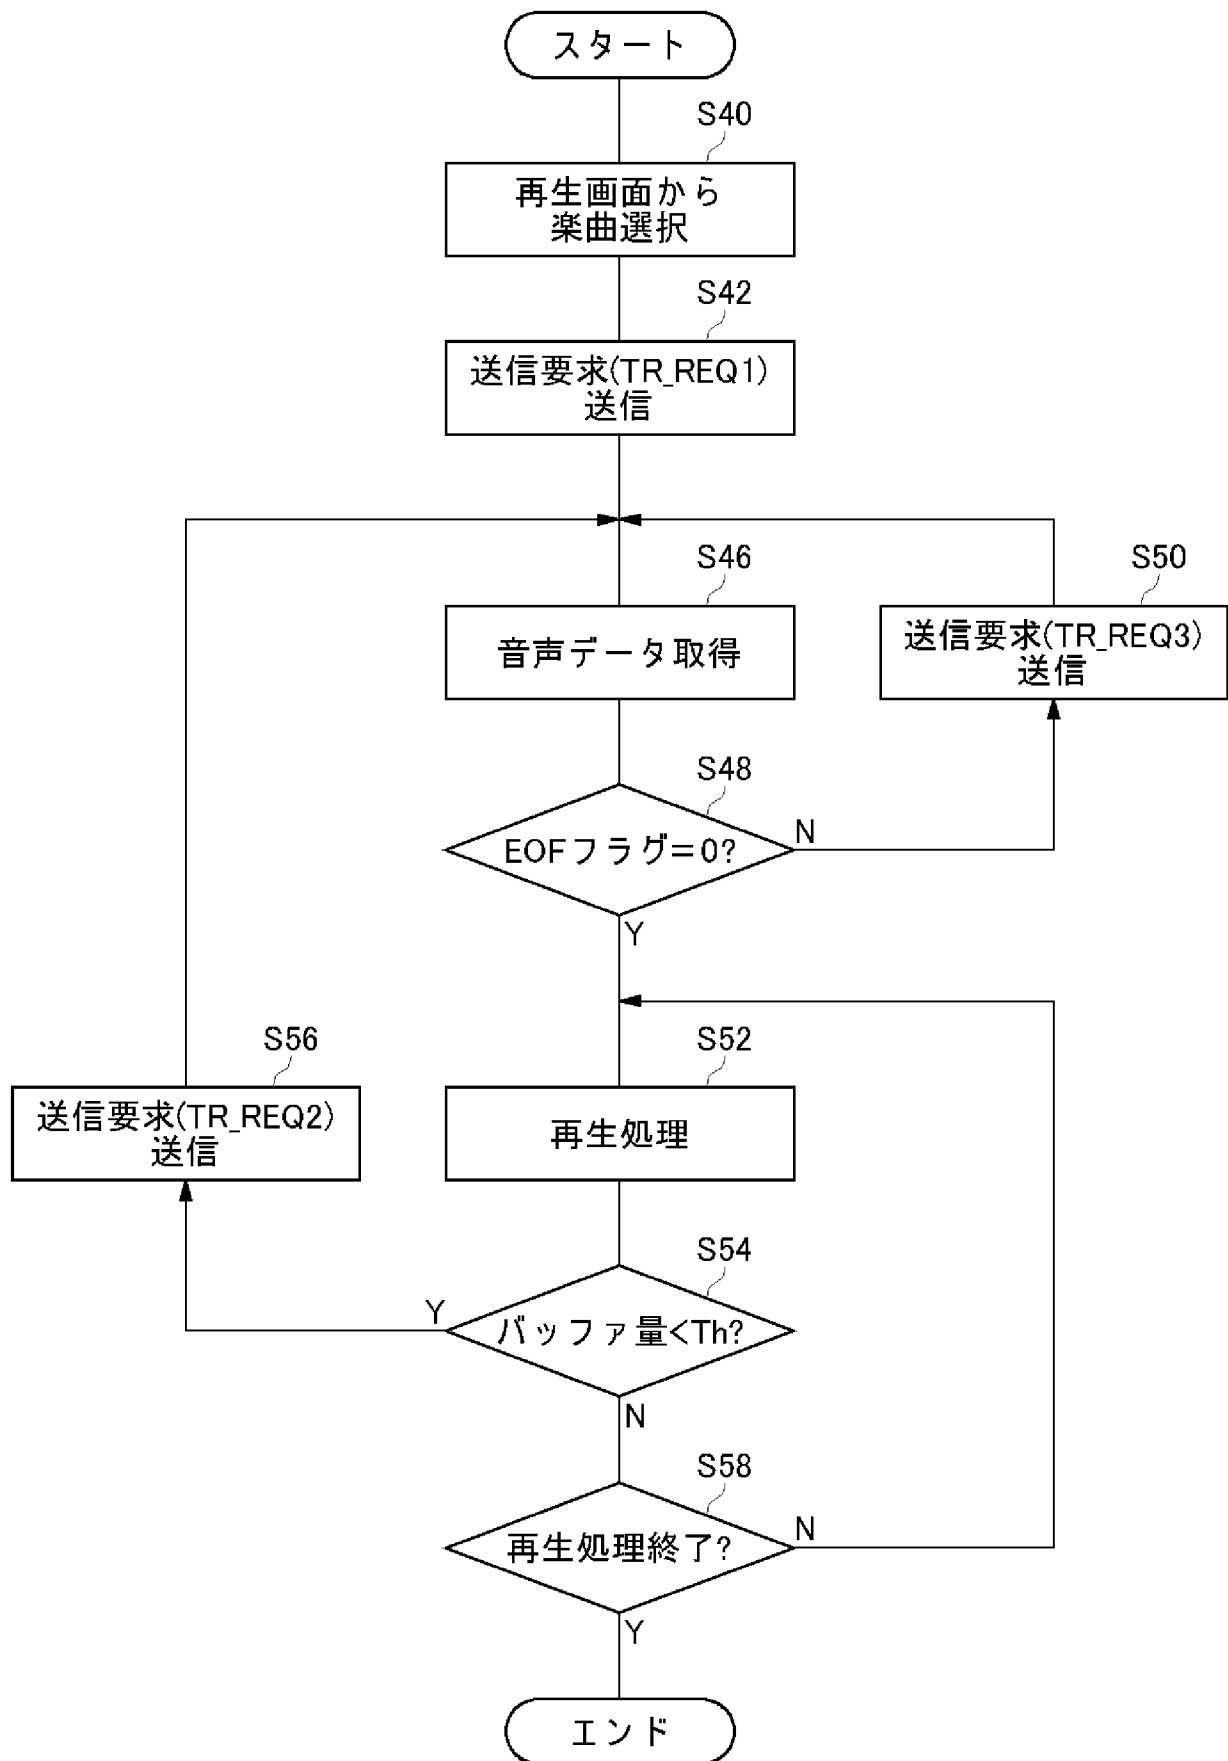 スタート
S40
再生画面から
楽曲選択
S42
送信要求(TR_REQ1)
送信
S46
音声データ取得
S50
送信要求(TR_REQ3)
送信
S48
EOFフラグ=0?
N
Y
S56
送信要求(TR_REQ2)
送信
S52
再生処理
S54
バッファ量<Th?
Y
N
S58
再生処理終了?
N
Y
エンド